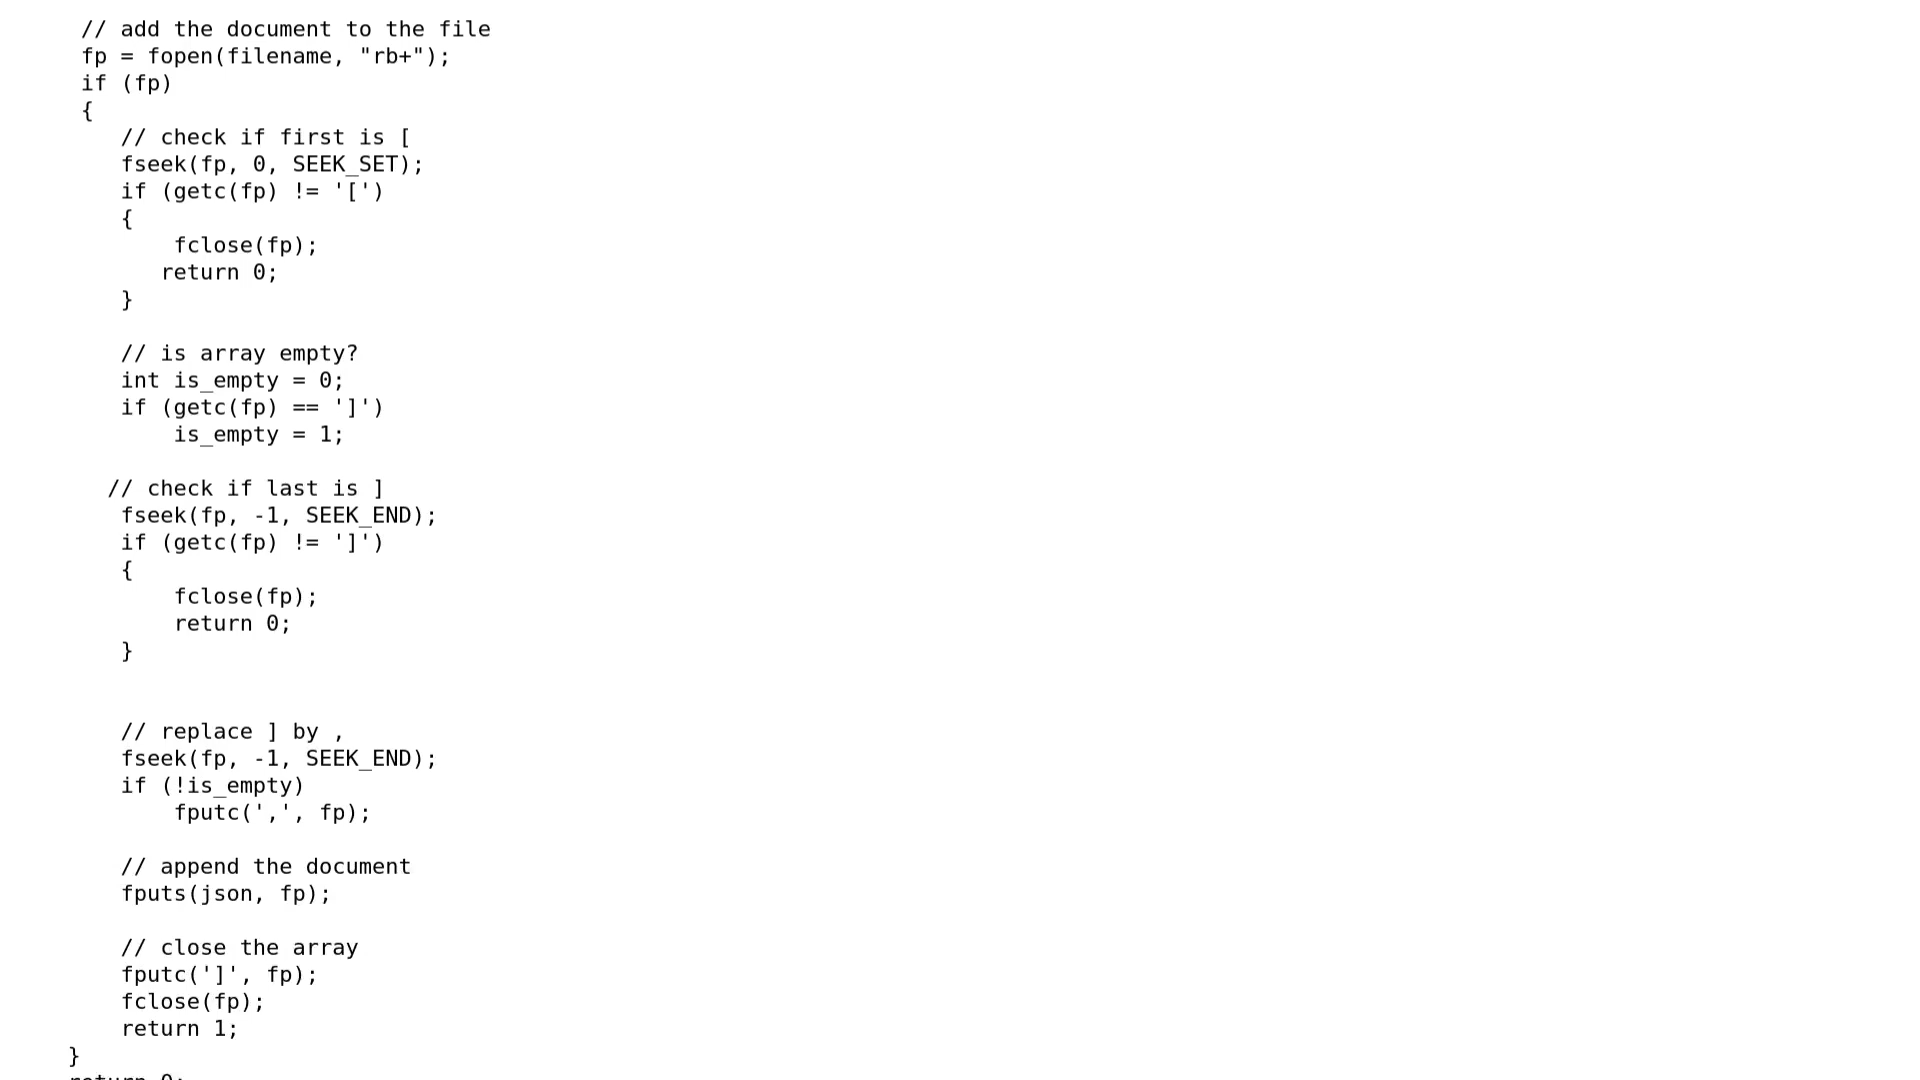 // add the document to the file
fp = fopen(filename, "rb+");
if (fp)
{
// check if first is [
fseek(fp, 0, SEEK_SET);
if (getc(fp) != '[')
{
fclose(fp);
return 0;
}
// is array empty?
int is_empty = 0;
if (getc(fp) == ']')
is_empty = 1;
// check if last is ]
fseek(fp, -1, SEEK_END);
if (getc(fp) != ']')
{
fclose(fp);
return 0;
}
// replace ] by ,
fseek(fp, -1, SEEK_END);
if (!is_empty)
fputc(',', fp);
// append the document
fputs(json, fp);
// close the array
fputc(']', fp);
fclose(fp);
return 1;
}
return 0;